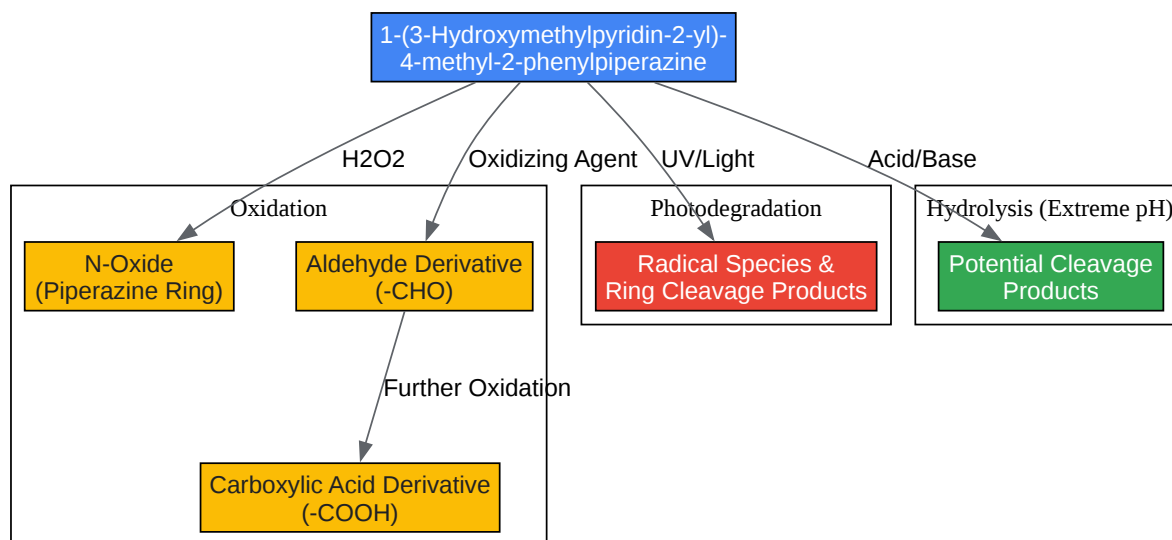 1-(3-Hydroxymethylpyridin-2-yl)-
4-methyl-2-phenylpiperazine
H2O2
Oxidizing Agent
UV/Light
Acid/Base
Oxidation
Photodegradation
Hydrolysis (Extreme pH)
N-Oxide
(Piperazine Ring)
Aldehyde Derivative
(-CHO)
Radical Species &
Ring Cleavage Products
Potential Cleavage
Products
Further Oxidation
Carboxylic Acid Derivative
(-COOH)